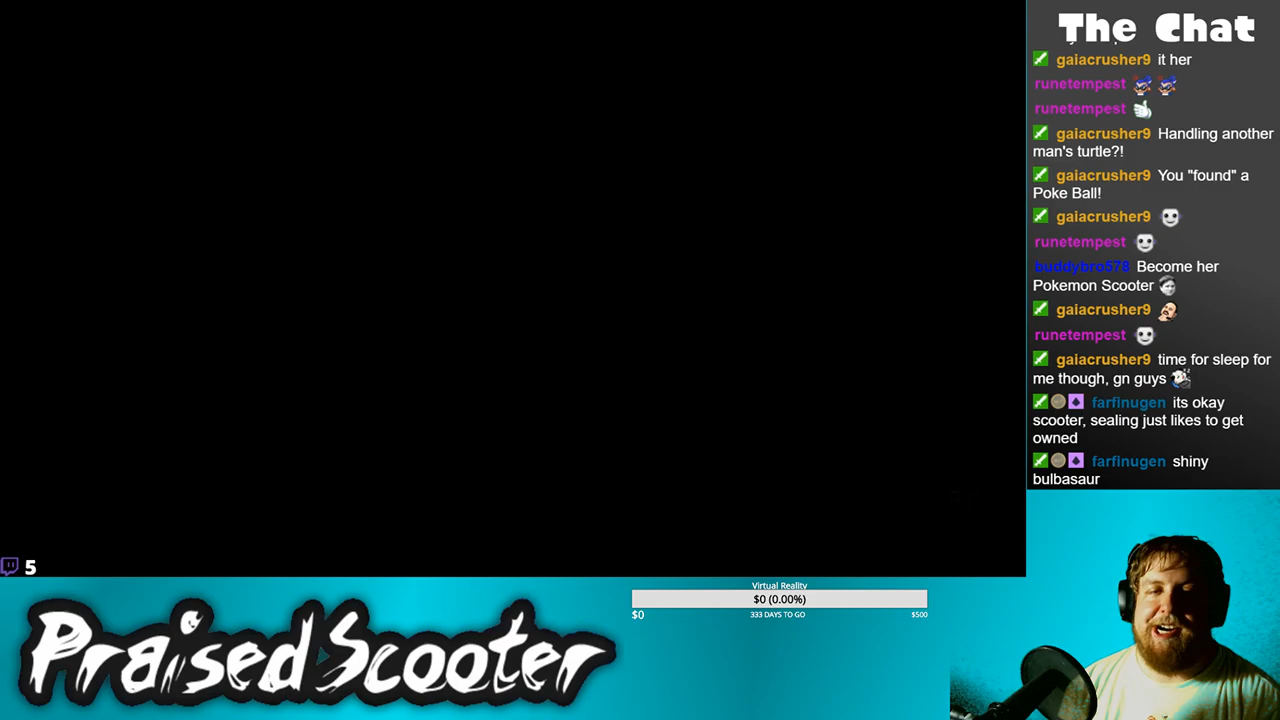 The Chat
gaiacrusher9 it her
runetempest
runetempest
gaiacrusher9 Handling another
man's turtle?!
gaiacrusher9 You "found" a
Poke Ball!
gaiacrusher9
runetempest
buddybro578 Become her
Pokemon Scooter
gaiacrusher9
runetempest
gaiacrusher9 time for sleep for
me though, gn guys
farfinugen its okay
scooter, sealing just likes to get
owned
farfinugen shiny
bulbasaur
5
Virtual Reality
$0 (0.00%)
$0 333 DAYS TO GO $500
PraisedScooter